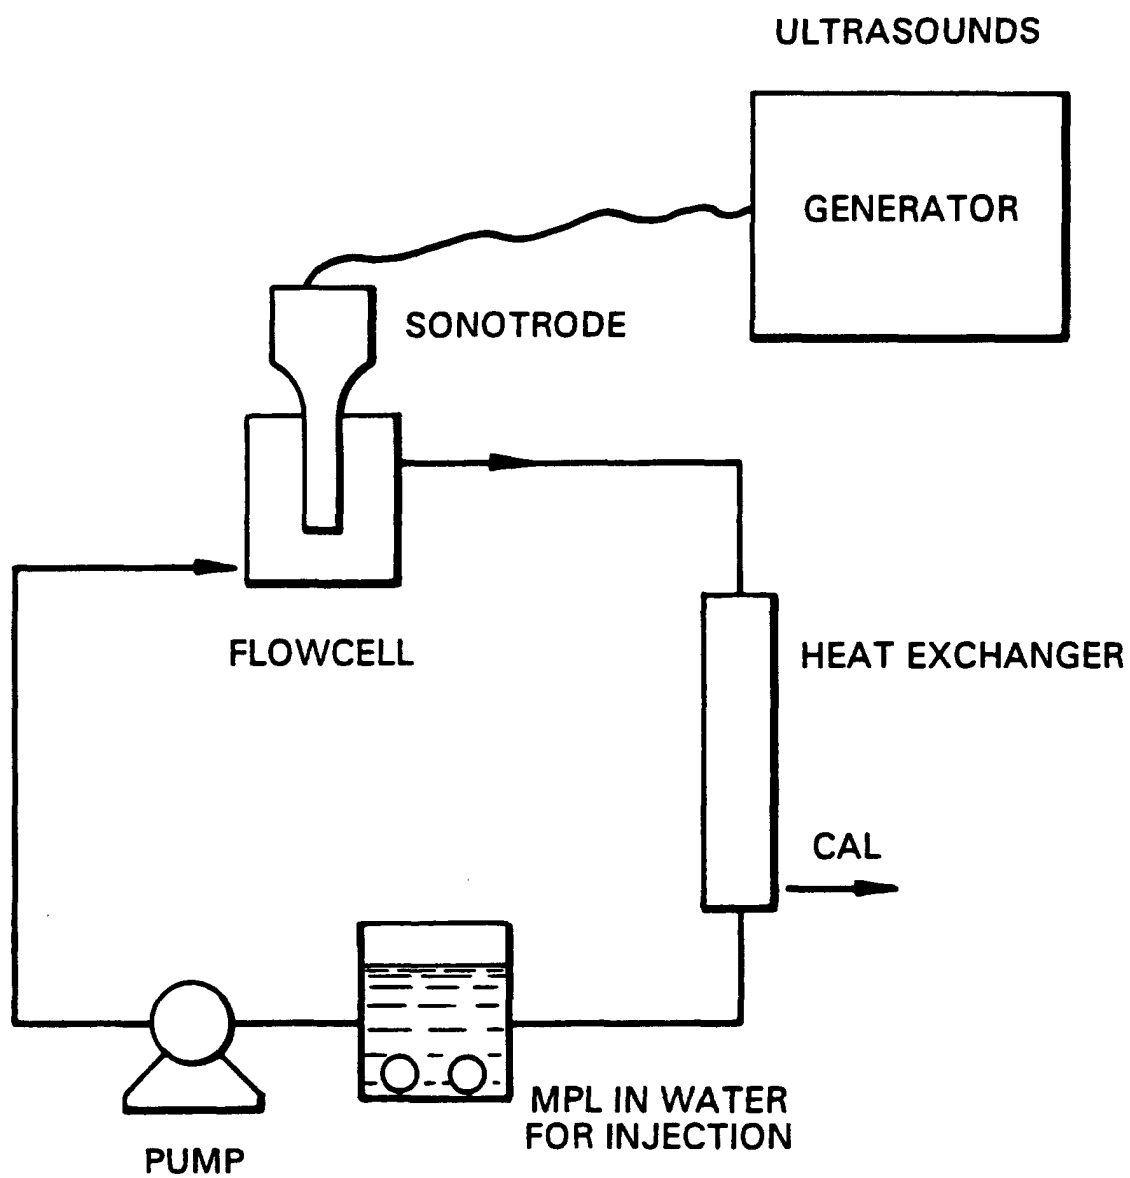 ULTRASOUNDS
GENERATOR
SONOTRODE
FLOWCELL
HEAT EXCHANGER
CAL
MPL IN WATER
FOR INJECTION
PUMP